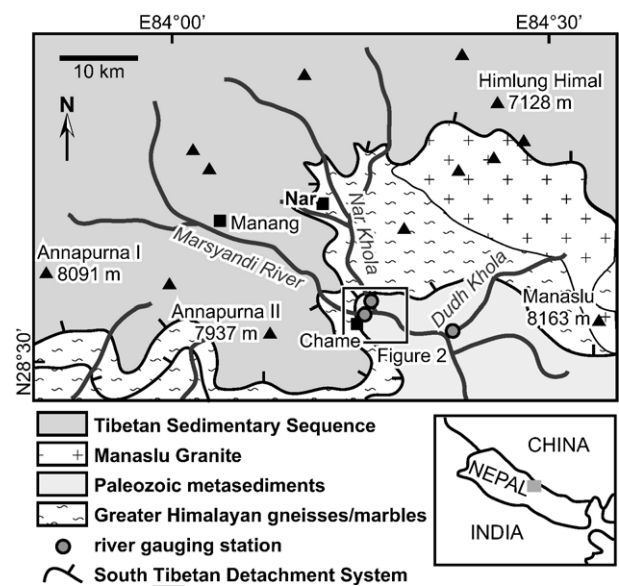 E84°00' E84°30'
10 km
N
Himlung Himal
7128 m
Nar
Nar Khola
Manang
Marsyandi River
Annapurna I
8091 m
Dudh Khola
Annapurna II
7937 m
Manaslu
8163 m
Chame
Figure 2
N28°30'
Tibetan Sedimentary Sequence
Manaslu Granite
Paleozoic metasediments
Greater Himalayan gneisses/marbles
river gauging station
South Tibetan Detachment System
CHINA
NEPAL
INDIA